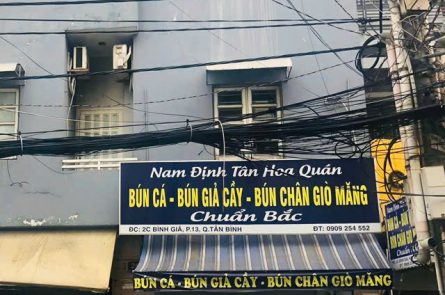 Nam Định Tân Hoa Quán
BÚN CÁ - BÚN GIẢ CẦY - BÚN CHÂN GIÒ MĂNG
Chuẩn Bắc
ĐC: 2C BÌNH GIÃ, P.13, Q.TÂN BÌNH ĐT: 0909 254 552
BÚN CÁ - BÚN GIẢ CẦY - BÚN CHÂN GIÒ MĂNG